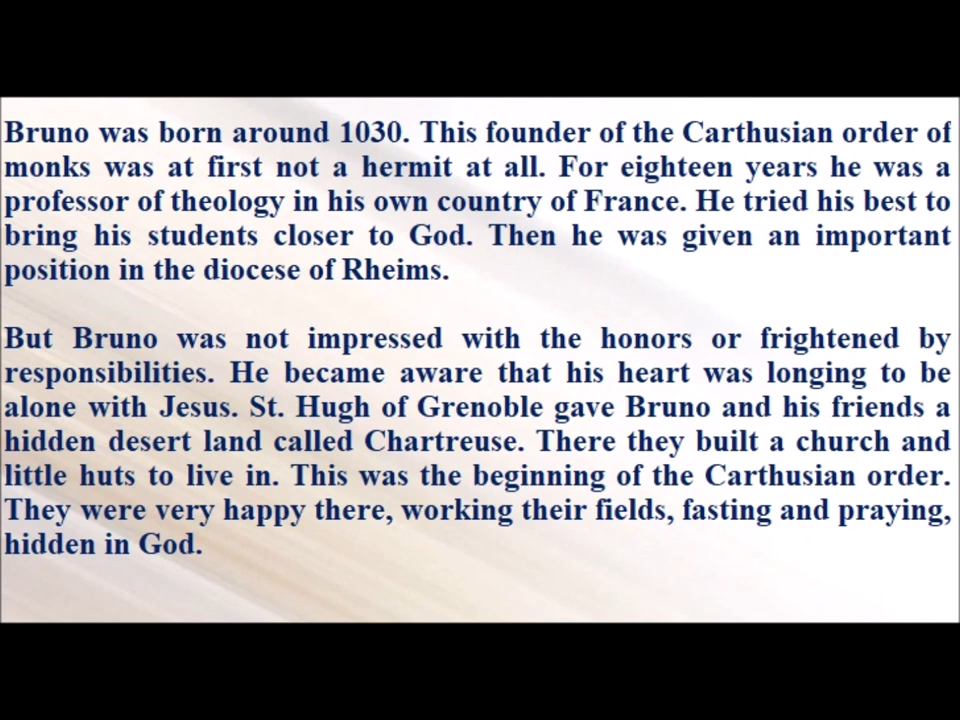 Bruno was born around 1030. This founder of the Carthusian order of
monks was at first not a hermit at all. For eighteen years he was a
professor of theology in his own country of France. He tried his best to
bring his students closer to God. Then he was given an important
position in the diocese of Rheims.
But Bruno was not impressed with the honors or frightened by
responsibilities. He became aware that his heart was longing to be
alone with Jesus. St. Hugh of Grenoble gave Bruno and his friends a
hidden desert land called Chartreuse. There they built a church and
little huts to live in. This was the beginning of the Carthusian order.
They were very happy there, working their fields, fasting and praying,
hidden in God.